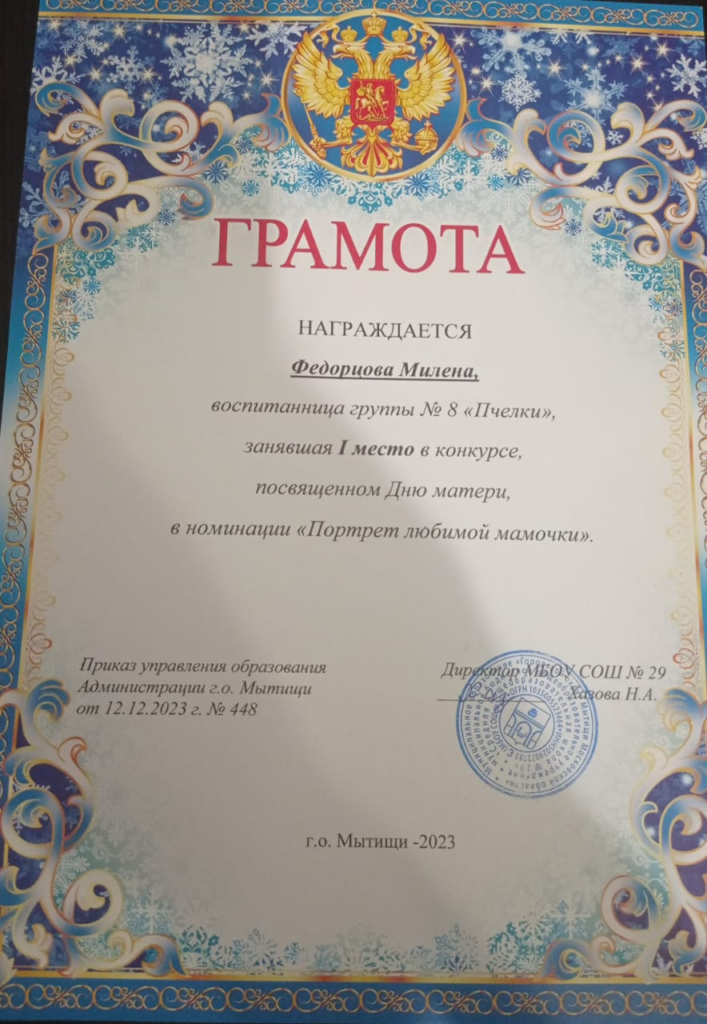 ГРАМОТА
НАГРАЖДАЕТСЯ
Федорцова Милена,
воспитанница группы № 8 «Пчелки»,
занявшая I место в конкурсе,
посвященном Дню матери,
в номинации «Портрет любимой мамочки».
Приказ управления образования
Администрации г.о. Мытищи
от 12.12.2023 г. № 448
Директор МБОУ СОШ № 29
Хазова Н.А.
г.о. Мытищи -2023